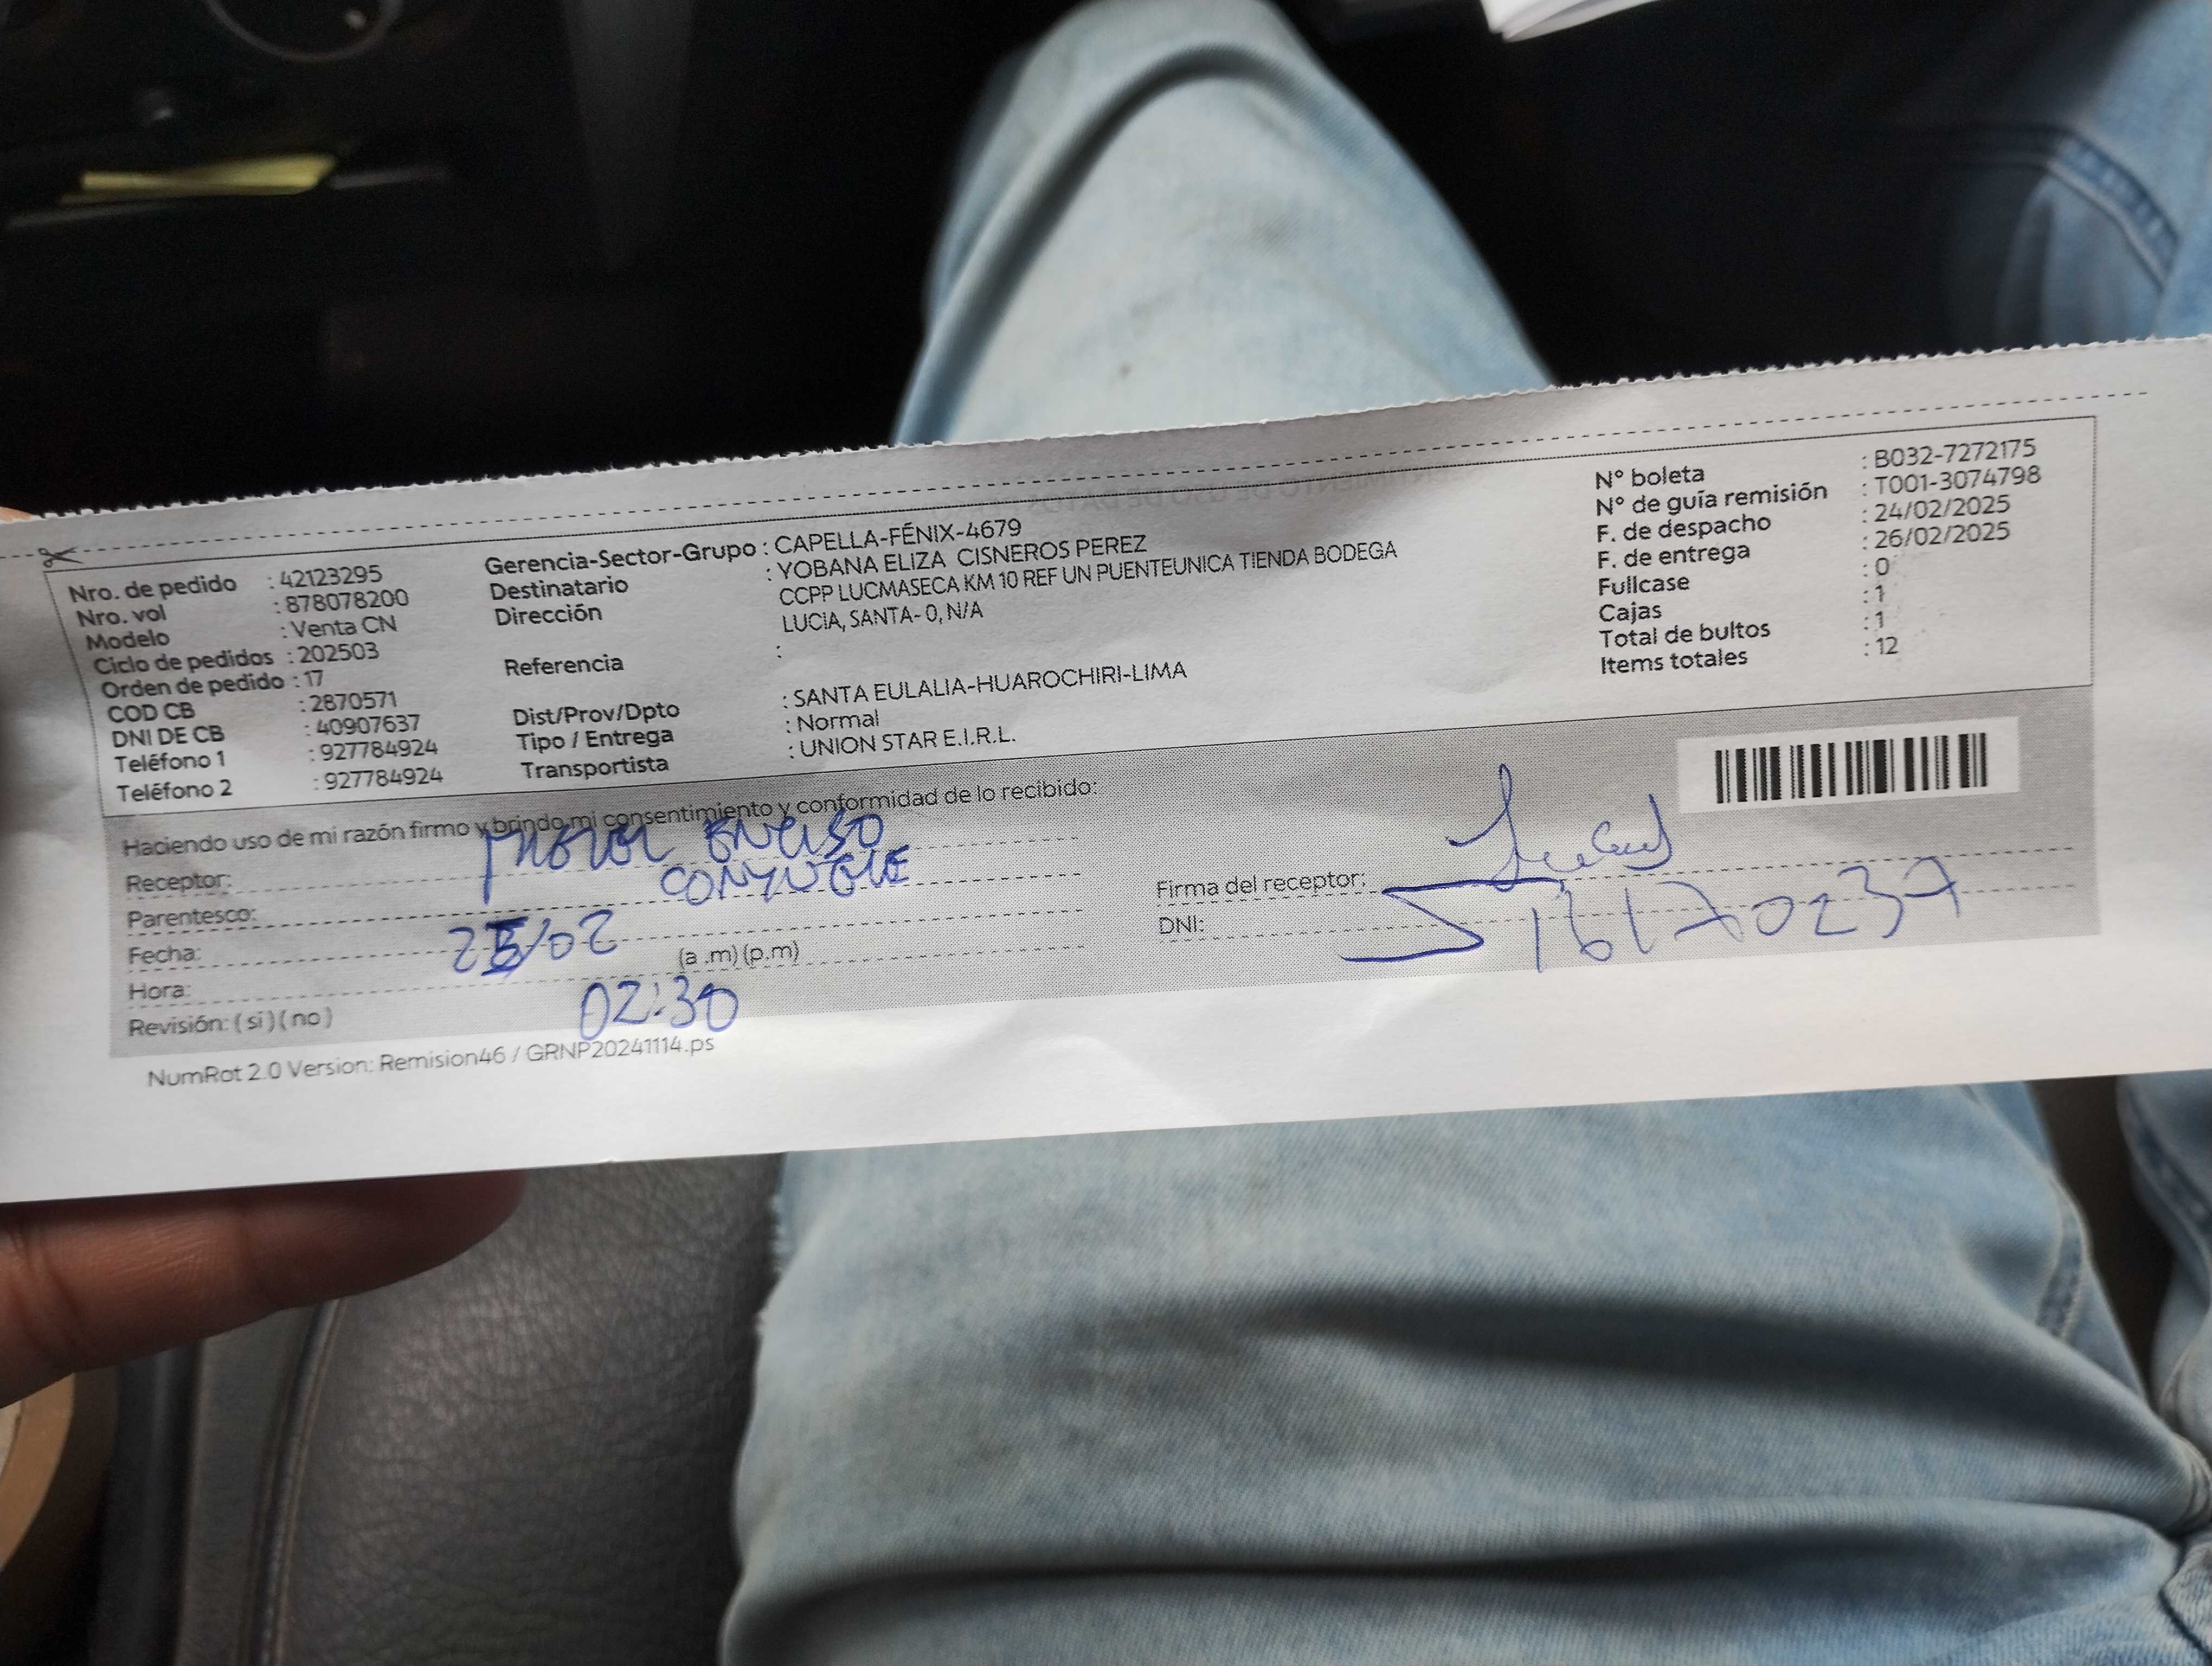 Nro. de pedido : 42123295
Nro. vol : 878078200
Modelo : Venta CN
Ciclo de pedidos : 202503
Orden de pedido : 17
COD CB : 2870571
DNI DE CB : 40907637
Teléfono 1 : 927784924
Teléfono 2 : 927784924
Gerencia-Sector-Grupo : CAPELLA-FÉNIX-4679
Destinatario : YOBANA ELIZA CISNEROS PEREZ
Dirección CCPP LUCMASECA KM 10 REF UN PUENTEUNICA TIENDA BODEGA
LUCIA, SANTA- 0, N/A
Referencia :
Dist/Prov/Dpto : SANTA EULALIA-HUAROCHIRI-LIMA
Tipo / Entrega : Normal
Transportista : UNION STAR E.I.R.L.
N° boleta : B032-7272175
N° de guía remisión : T001-3074798
F. de despacho : 24/02/2025
F. de entrega : 26/02/2025
Fullcase : 0
Cajas : 1
Total de bultos : 1
Items totales : 12
Haciendo uso de mi razón firmo y brindo mi consentimiento y conformidad de lo recibido:
Receptor: ENCISO
Parentesco: CONYUGUE
Fecha: /02
Hora: 02:30 (a .m) (p.m)
Revisión: ( si ) ( no )
Firma del receptor:
DNI: 16170237
NumRot 2.0 Version: Remision46 / GRNP20241114.ps